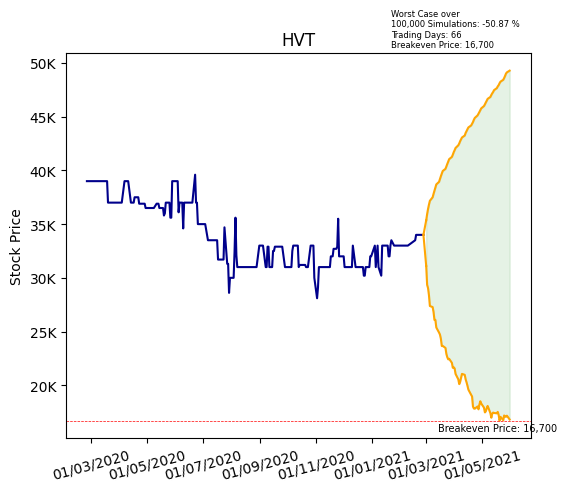 Worst Case over
100,000 Simulations: -50.87 %
Trading Days: 66
Breakeven Price: 16,700
HVT
Stock Price
50K
45K
40K
35K
30K
25K
20K
Breakeven Price: 16,700
01/03/2020 01/05/2020 01/07/2020 01/09/2020 01/11/2020 01/01/2021 01/03/2021 01/05/2021